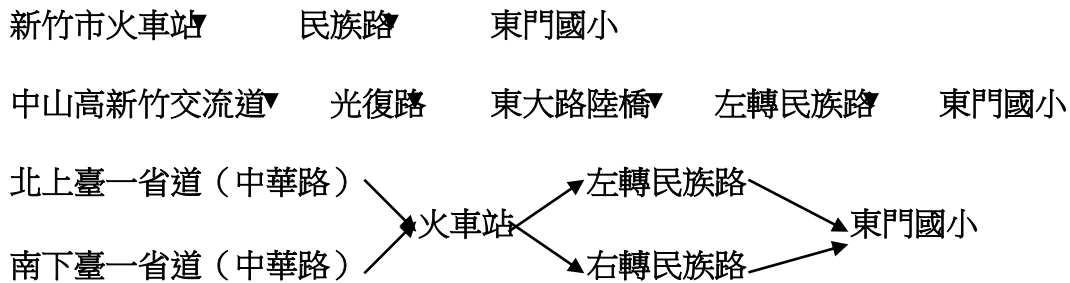 新竹市火車站 民族路 東門國小
中山高新竹交流道 光復路 東大路陸橋 左轉民族路 東門國小
北上臺一省道（中華路） 左轉民族路
火車站 東門國小
南下臺一省道（中華路） 右轉民族路